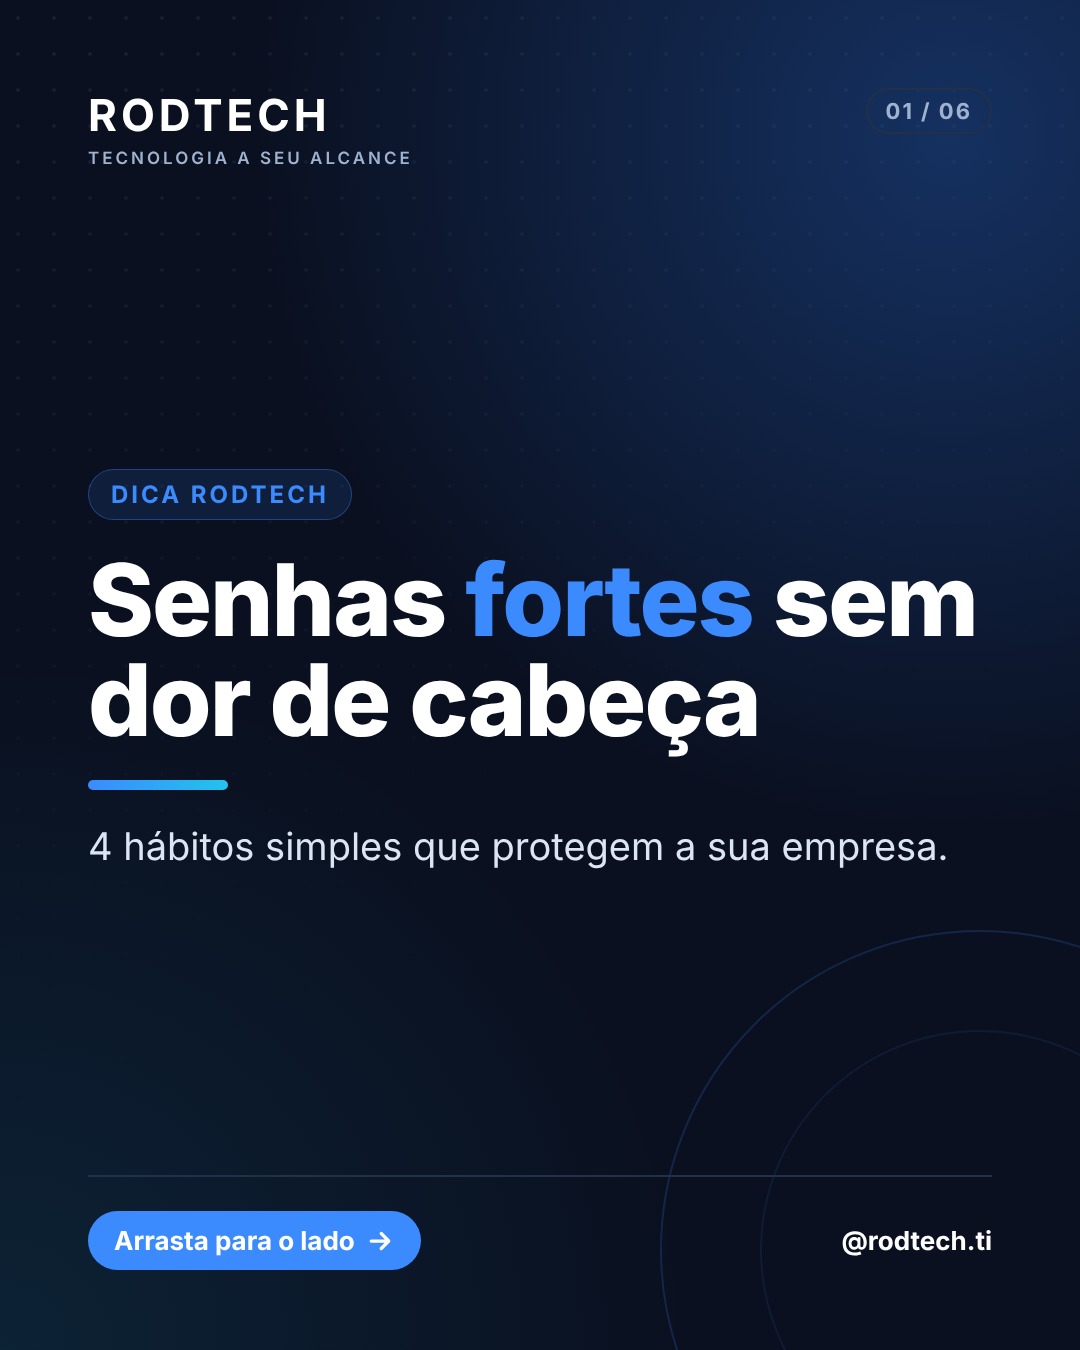 RODTECH
TECNOLOGIA A SEU ALCANCE
01 / 06
DICA RODTECH
Senhas fortes sem
dor de cabeça
4 hábitos simples que protegem a sua empresa.
Arrasta para o lado →
@rodtech.ti